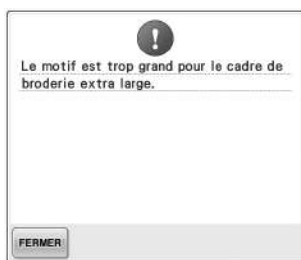 Le motif est trop grand pour le cadre de
broderie extra large.
FERMER